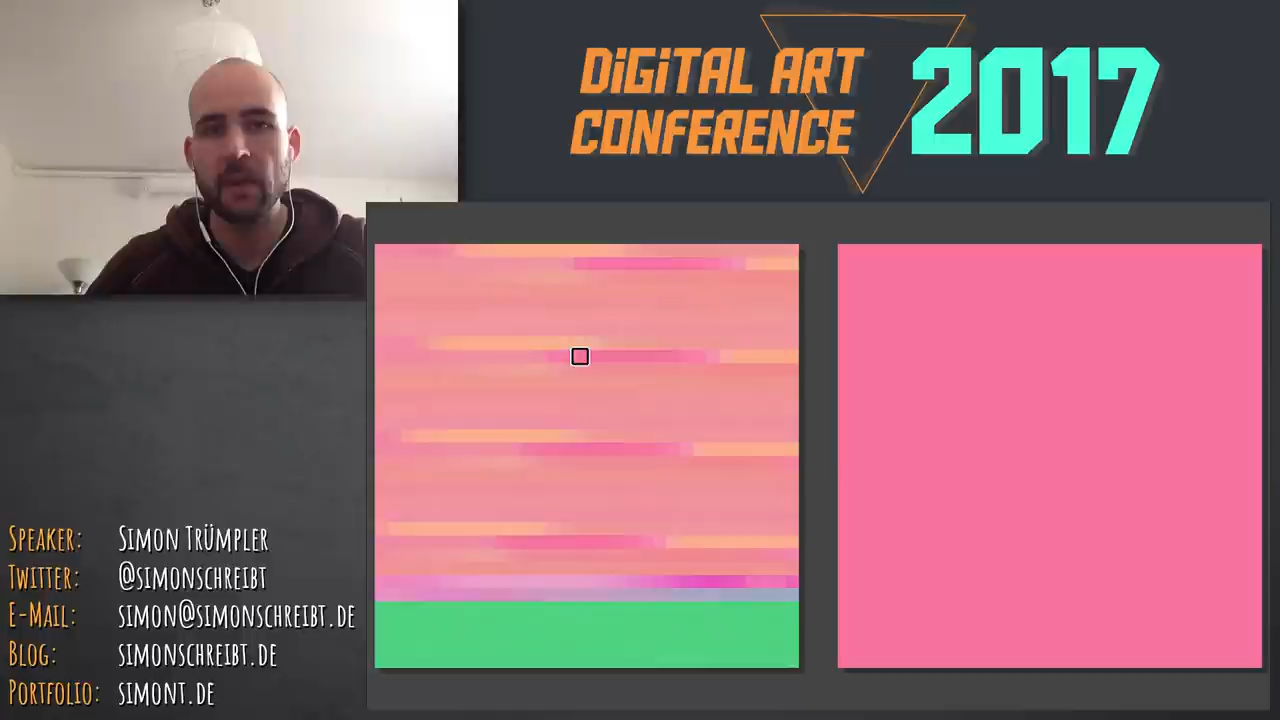 DiGiTAL ART
CONFERENCE
2017
SPEAKER: SIMON TRÜMPLER
TWITTER: @SIMONSCHREIBT
E-MAIL: SIMON@SIMONSCHREIBT.DE
BLOG: SIMONSCHREIBT.DE
PORTFOLIO: SIMONT.DE